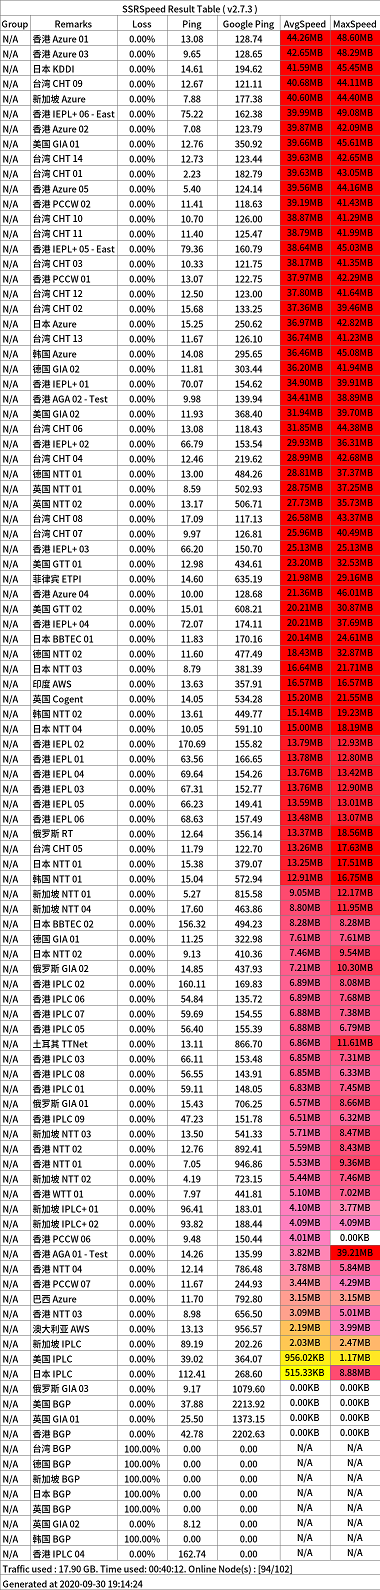 SSRSpeed Result Table ( v2.7.3 )
Group Remarks Loss Ping Google Ping AvgSpeed MaxSpeed
N/A 香港 Azure 01 0.00% 13.08 128.74 44.26MB 48.60MB
N/A 香港 Azure 03 0.00% 9.65 128.65 42.65MB 48.29MB
N/A 日本 KDDI 0.00% 14.61 194.62 41.59MB 45.45MB
N/A 台湾 CHT 09 0.00% 12.67 121.11 40.68MB 44.11MB
N/A 新加坡 Azure 0.00% 7.88 177.38 40.60MB 44.40MB
N/A 香港 IEPL+ 06 - East 0.00% 75.22 162.38 39.99MB 49.08MB
N/A 香港 Azure 02 0.00% 7.08 123.79 39.87MB 42.09MB
N/A 美国 GIA 01 0.00% 12.76 350.92 39.66MB 45.61MB
N/A 台湾 CHT 14 0.00% 12.73 123.44 39.63MB 42.65MB
N/A 台湾 CHT 01 0.00% 2.23 182.79 39.63MB 43.05MB
N/A 香港 Azure 05 0.00% 5.40 124.14 39.56MB 44.16MB
N/A 香港 PCCW 02 0.00% 11.41 118.63 39.19MB 41.43MB
N/A 台湾 CHT 10 0.00% 10.70 126.00 38.87MB 41.29MB
N/A 台湾 CHT 11 0.00% 11.40 125.47 38.79MB 41.99MB
N/A 香港 IEPL+ 05 - East 0.00% 79.36 160.79 38.64MB 45.03MB
N/A 台湾 CHT 03 0.00% 10.33 121.75 38.17MB 41.35MB
N/A 香港 PCCW 01 0.00% 13.07 122.75 37.97MB 42.29MB
N/A 台湾 CHT 12 0.00% 12.50 123.00 37.80MB 41.64MB
N/A 台湾 CHT 02 0.00% 15.68 133.25 37.36MB 39.46MB
N/A 日本 Azure 0.00% 15.25 250.62 36.97MB 42.82MB
N/A 台湾 CHT 13 0.00% 11.67 126.10 36.74MB 41.23MB
N/A 韩国 Azure 0.00% 14.08 295.65 36.46MB 45.08MB
N/A 德国 GIA 02 0.00% 11.81 303.44 36.20MB 41.94MB
N/A 香港 IEPL+ 01 0.00% 70.07 154.62 34.90MB 39.91MB
N/A 香港 AGA 02 - Test 0.00% 9.98 139.94 34.41MB 38.89MB
N/A 美国 GIA 02 0.00% 11.93 368.40 31.94MB 39.70MB
N/A 台湾 CHT 06 0.00% 13.08 118.43 31.85MB 44.38MB
N/A 香港 IEPL+ 02 0.00% 66.79 153.54 29.93MB 36.31MB
N/A 台湾 CHT 04 0.00% 12.46 219.62 28.99MB 42.68MB
N/A 德国 NTT 01 0.00% 13.00 484.26 28.81MB 37.37MB
N/A 英国 NTT 01 0.00% 8.59 502.93 28.75MB 37.25MB
N/A 英国 NTT 02 0.00% 13.17 506.71 27.73MB 35.73MB
N/A 台湾 CHT 08 0.00% 17.09 117.13 26.58MB 43.37MB
N/A 台湾 CHT 07 0.00% 9.97 126.81 25.96MB 40.49MB
N/A 香港 IEPL+ 03 0.00% 66.20 150.70 25.13MB 25.13MB
N/A 美国 GTT 01 0.00% 12.98 434.61 23.20MB 32.53MB
N/A 菲律宾 ETPI 0.00% 14.60 635.19 21.98MB 29.16MB
N/A 香港 Azure 04 0.00% 10.00 128.68 21.36MB 46.01MB
N/A 美国 GTT 02 0.00% 15.01 608.21 20.21MB 30.87MB
N/A 香港 IEPL+ 04 0.00% 72.07 174.11 20.21MB 37.69MB
N/A 日本 BBTEC 01 0.00% 11.83 170.16 20.14MB 24.61MB
N/A 德国 NTT 02 0.00% 11.60 477.49 18.43MB 32.87MB
N/A 日本 NTT 03 0.00% 8.79 381.39 16.64MB 21.71MB
N/A 印度 AWS 0.00% 13.63 357.91 16.57MB 16.57MB
N/A 英国 Cogent 0.00% 14.05 534.28 15.20MB 21.55MB
N/A 韩国 NTT 02 0.00% 13.61 449.77 15.14MB 19.23MB
N/A 日本 NTT 04 0.00% 10.05 591.10 15.00MB 18.19MB
N/A 香港 IEPL 02 0.00% 170.69 155.82 13.79MB 12.93MB
N/A 香港 IEPL 01 0.00% 63.56 166.65 13.78MB 12.80MB
N/A 香港 IEPL 04 0.00% 69.64 154.26 13.76MB 13.42MB
N/A 香港 IEPL 03 0.00% 67.31 152.77 13.76MB 12.90MB
N/A 香港 IEPL 05 0.00% 66.23 149.41 13.59MB 13.01MB
N/A 香港 IEPL 06 0.00% 68.63 157.49 13.48MB 13.07MB
N/A 俄罗斯 RT 0.00% 12.64 356.14 13.37MB 18.56MB
N/A 台湾 CHT 05 0.00% 11.79 122.70 13.26MB 17.63MB
N/A 日本 NTT 01 0.00% 15.38 379.07 13.25MB 17.51MB
N/A 韩国 NTT 01 0.00% 15.04 572.94 12.91MB 16.75MB
N/A 新加坡 NTT 01 0.00% 5.27 815.58 9.05MB 12.17MB
N/A 新加坡 NTT 04 0.00% 17.60 463.86 8.80MB 11.95MB
N/A 日本 BBTEC 02 0.00% 156.32 494.23 8.28MB 8.28MB
N/A 德国 GIA 01 0.00% 11.25 322.98 7.61MB 7.61MB
N/A 日本 NTT 02 0.00% 9.13 410.36 7.46MB 9.54MB
N/A 俄罗斯 GIA 02 0.00% 14.85 437.93 7.21MB 10.30MB
N/A 香港 IPLC 02 0.00% 160.11 169.83 6.89MB 8.08MB
N/A 香港 IPLC 06 0.00% 54.84 135.72 6.89MB 7.68MB
N/A 香港 IPLC 07 0.00% 59.69 154.55 6.88MB 7.38MB
N/A 香港 IPLC 05 0.00% 56.40 155.39 6.88MB 6.79MB
N/A 土耳其 TTNet 0.00% 13.11 866.70 6.86MB 11.61MB
N/A 香港 IPLC 03 0.00% 66.11 153.48 6.85MB 7.31MB
N/A 香港 IPLC 08 0.00% 56.55 143.91 6.85MB 6.33MB
N/A 香港 IPLC 01 0.00% 59.11 148.05 6.83MB 7.45MB
N/A 俄罗斯 GIA 01 0.00% 15.43 706.25 6.57MB 8.66MB
N/A 香港 IPLC 09 0.00% 47.23 151.78 6.51MB 6.32MB
N/A 新加坡 NTT 03 0.00% 13.50 541.33 5.71MB 8.47MB
N/A 香港 NTT 02 0.00% 12.76 892.41 5.59MB 8.43MB
N/A 香港 NTT 01 0.00% 7.05 946.86 5.53MB 9.36MB
N/A 新加坡 NTT 02 0.00% 4.19 723.15 5.44MB 7.46MB
N/A 香港 WTT 01 0.00% 7.97 441.81 5.10MB 7.02MB
N/A 新加坡 IPLC+ 01 0.00% 96.41 183.01 4.10MB 3.77MB
N/A 新加坡 IPLC+ 02 0.00% 93.82 188.44 4.09MB 4.09MB
N/A 香港 PCCW 06 0.00% 9.48 150.44 4.01MB 0.00KB
N/A 香港 AGA 01 - Test 0.00% 14.26 135.99 3.82MB 39.21MB
N/A 香港 NTT 04 0.00% 12.14 786.48 3.78MB 5.84MB
N/A 香港 PCCW 07 0.00% 11.67 244.93 3.44MB 4.29MB
N/A 巴西 Azure 0.00% 11.70 792.80 3.15MB 3.15MB
N/A 香港 NTT 03 0.00% 8.98 656.50 3.09MB 5.01MB
N/A 澳大利亚 AWS 0.00% 13.13 956.57 2.19MB 3.99MB
N/A 新加坡 IPLC 0.00% 89.19 202.26 2.03MB 2.47MB
N/A 美国 IPLC 0.00% 39.02 364.07 956.02KB 1.17MB
N/A 日本 IPLC 0.00% 112.41 268.60 515.33KB 8.88MB
N/A 俄罗斯 GIA 03 0.00% 9.17 1079.60 0.00KB 0.00KB
N/A 美国 BGP 0.00% 37.88 2213.92 0.00KB 0.00KB
N/A 英国 GIA 01 0.00% 25.50 1373.15 0.00KB 0.00KB
N/A 香港 BGP 0.00% 42.78 2202.63 0.00KB 0.00KB
N/A 台湾 BGP 100.00% 0.00 0.00 N/A N/A
N/A 德国 BGP 100.00% 0.00 0.00 N/A N/A
N/A 新加坡 BGP 100.00% 0.00 0.00 N/A N/A
N/A 日本 BGP 100.00% 0.00 0.00 N/A N/A
N/A 英国 BGP 100.00% 0.00 0.00 N/A N/A
N/A 英国 GIA 02 0.00% 8.12 0.00 N/A N/A
N/A 韩国 BGP 100.00% 0.00 0.00 N/A N/A
N/A 香港 IPLC 04 0.00% 162.74 0.00 N/A N/A
Traffic used : 17.90 GB. Time used: 00:40:12. Online Node(s) : [94/102]
Generated at 2020-09-30 19:14:24